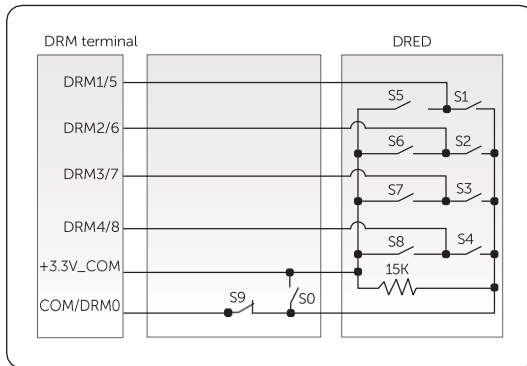 DRM terminal
DRED
DRM1/5
S5
S1
DRM2/6
S6
S2
DRM3/7
S7
S3
DRM4/8
S8
S4
+3.3V_COM
15K
S9
S0
COM/DRM0